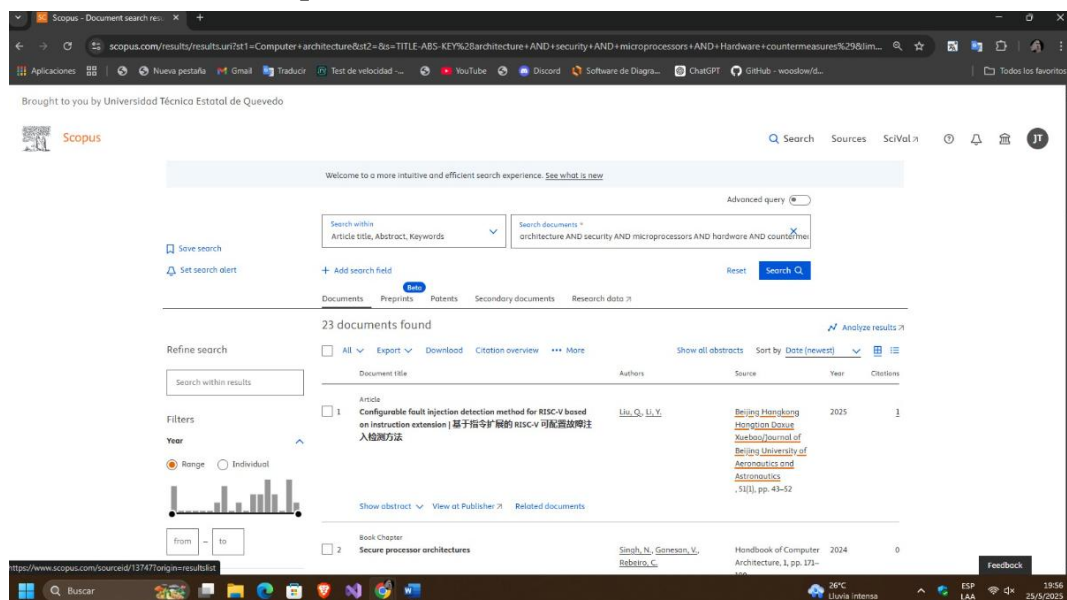 Scopus - Document search res
scopus.com/results/results.uri?st1=Computer+architecture&st2=&s=TITLE-ABS-KEY%28architecture+AND+security+AND+microprocessors+AND+Hardware+countermeasures%29&lim...
Aplicaciones
Nueva pestaña
Gmail
Traducir
Test de velocidad -...
YouTube
Discord
Software de Diagra...
ChatGPT
GitHub - wooslow/d...
Todos los favoritos
Brought to you by Universidad Técnica Estatal de Quevedo
Scopus
Search Sources SciVal
JT
Welcome to a more intuitive and efficient search experience. See what is new
Advanced query
Search within
Article title, Abstract, Keywords
Search documents *
architecture AND security AND microprocessors AND hardware AND countermea
Save search
Set search alert
+ Add search field
Reset Search
Beta
Documents Preprints Patents Secondary documents Research data
23 documents found
Analyze results
Refine search
All Export Download Citation overview ••• More
Show all abstracts Sort by Date (newest)
Search within results
Document title Authors Source Year Citations
Filters
Year
Range Individual
from – to
Article
1 Configurable fault injection detection method for RISC-V based
on instruction extension | 基于指令扩展的 RISC-V 可配置故障注
入检测方法
Liu, Q., Li, Y.
Beijing Hangkong
Hangtian Daxue
Xuebao/Journal of
Beijing University of
Aeronautics and
Astronautics
, 51(1), pp. 43–52
2025
1
Show abstract View at Publisher Related documents
Book Chapter
2 Secure processor architectures
Singh, N., Ganesan, V.,
Rebeiro, C.
Handbook of Computer
Architecture, 1, pp. 171–
2024
0
Feedback
https://www.scopus.com/sourceid/13747?origin=resultslist
Buscar
26°C
Lluvia intensa
ESP
LAA
19:56
25/5/2025